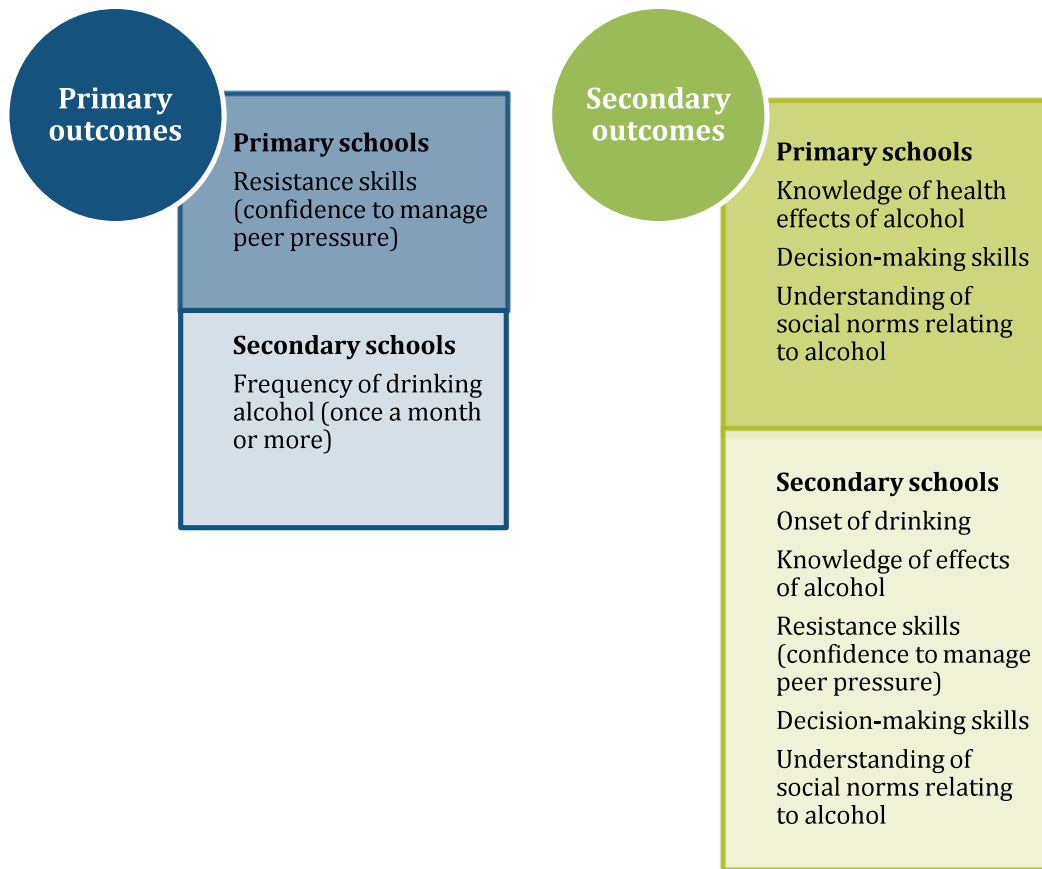 Primary
outcomes
Primary schools
Resistance skills
(confidence to manage
peer pressure)
Secondary schools
Frequency of drinking
alcohol (once a month
or more)
Secondary
outcomes
Primary schools
Knowledge of health
effects of alcohol
Decision-making skills
Understanding of
social norms relating
to alcohol
Secondary schools
Onset of drinking
Knowledge of effects
of alcohol
Resistance skills
(confidence to manage
peer pressure)
Decision-making skills
Understanding of
social norms relating
to alcohol